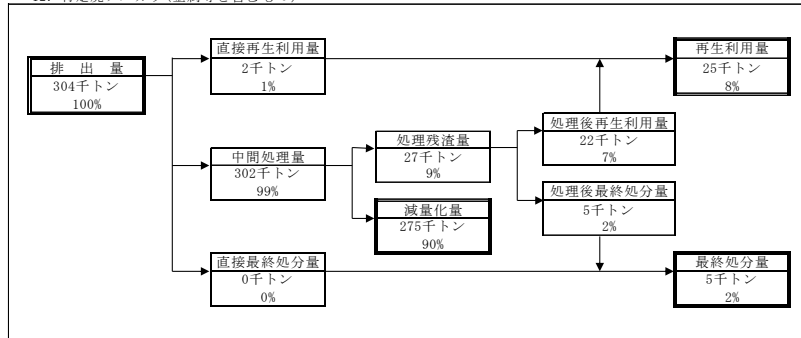 直接再生利用量
2千トン
1%
再生利用量
25千トン
8%
排 出 量
304千トン
100%
処理残渣量
27千トン
9%
処理後再生利用量
22千トン
7%
中間処理量
302千トン
99%
減量化量
275千トン
90%
処理後最終処分量
5千トン
2%
直接最終処分量
0千トン
0%
最終処分量
5千トン
2%